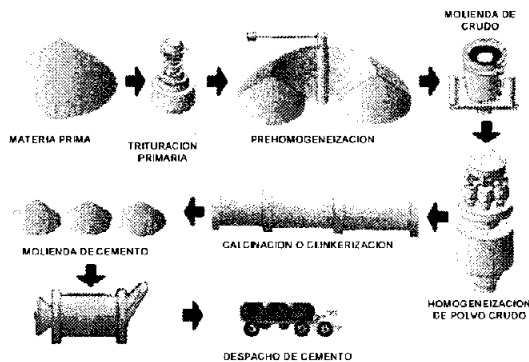 MOLIENDA DE
CRUDO
MATERIA PRIMA
TRITURACION
PRIMARIA
PREHOMOGENEIZACION
MOLIENDA DE CEMENTO
CALCINACION O CLINKERIZACION
HOMOGENEIZACION
DE POLVO CRUDO
DESPACHO DE CEMENTO